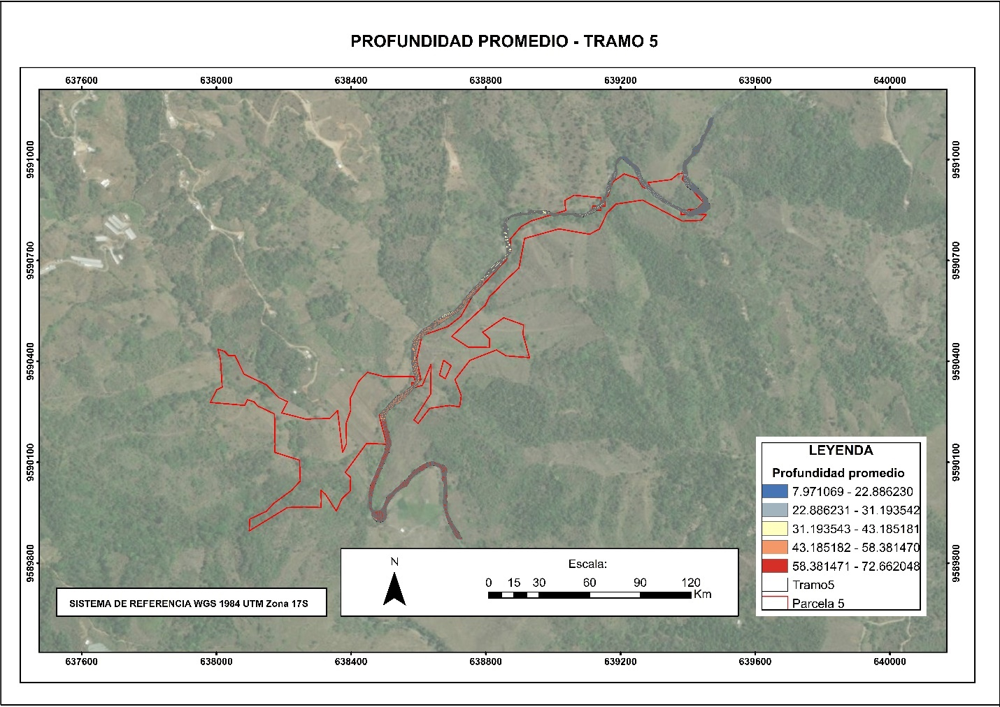 PROFUNDIDAD PROMEDIO - TRAMO 5
637600 638000 638400 638800 639200 639600 640000
9591000 9591000
9590700 9590700
9590400 9590400
9590100 9590100
9589800 9589800
LEYENDA
Profundidad promedio
7.971069 - 22.886230
22.886231 - 31.193542
31.193543 - 43.185181
43.185182 - 58.381470
58.381471 - 72.662048
Tramo5
Parcela 5
N
Escala:
0 15 30 60 90 120
Km
SISTEMA DE REFERENCIA WGS 1984 UTM Zona 17S
637600 638000 638400 638800 639200 639600 640000